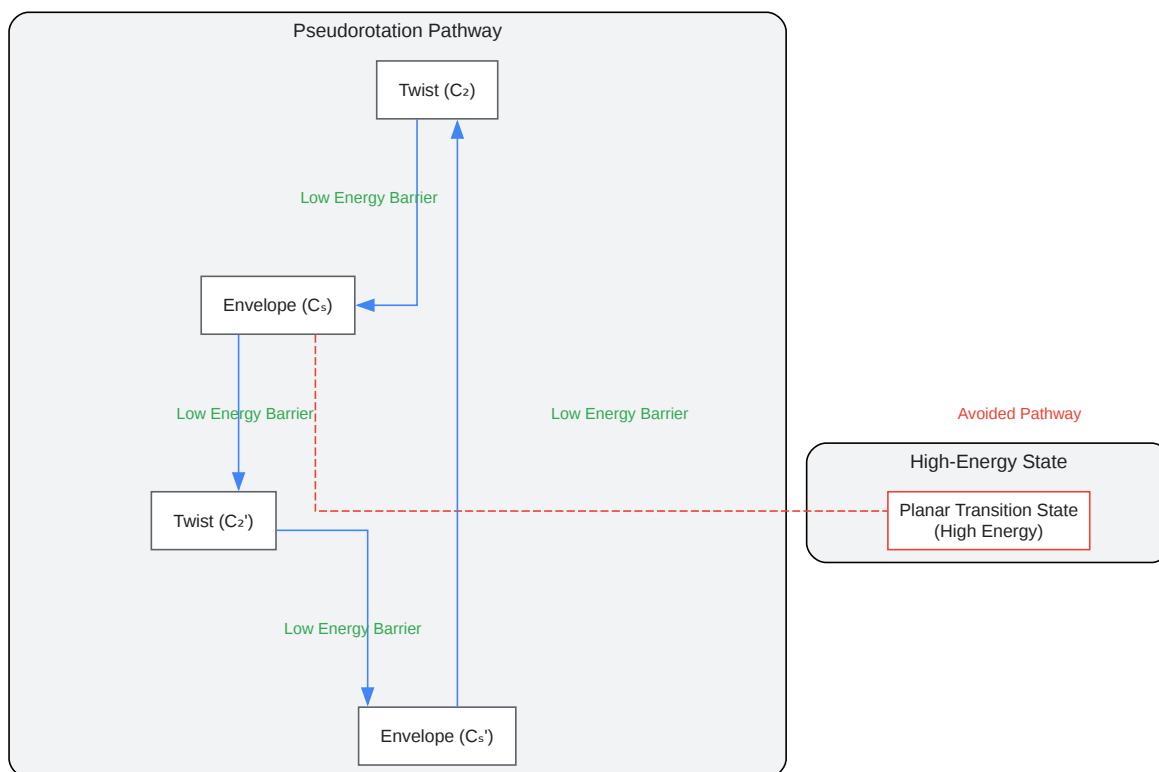 Pseudorotation Pathway
Twist (C₂)
Low Energy Barrier
Envelope (Cₛ)
Low Energy Barrier
Low Energy Barrier
Avoided Pathway
High-Energy State
Twist (C₂')
Planar Transition State
(High Energy)
Low Energy Barrier
Envelope (Cₛ')